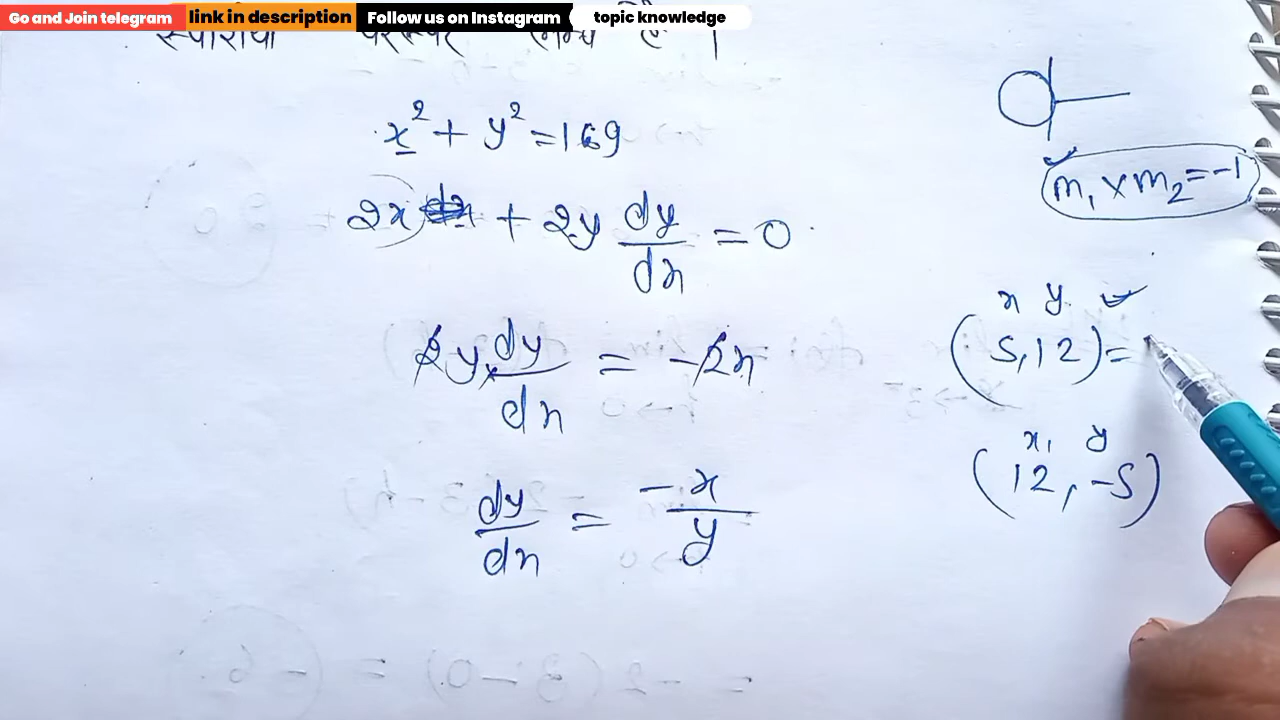 Go and Join telegram link in description Follow us on Instagram topic knowledge
x² + y² = 169
2x + 2y dy/dx = 0
2y dy/dx = -2x
dy/dx = -x/y
m₁ × m₂ = -1
x y
(5, 12) =
x, y
(12, -5)